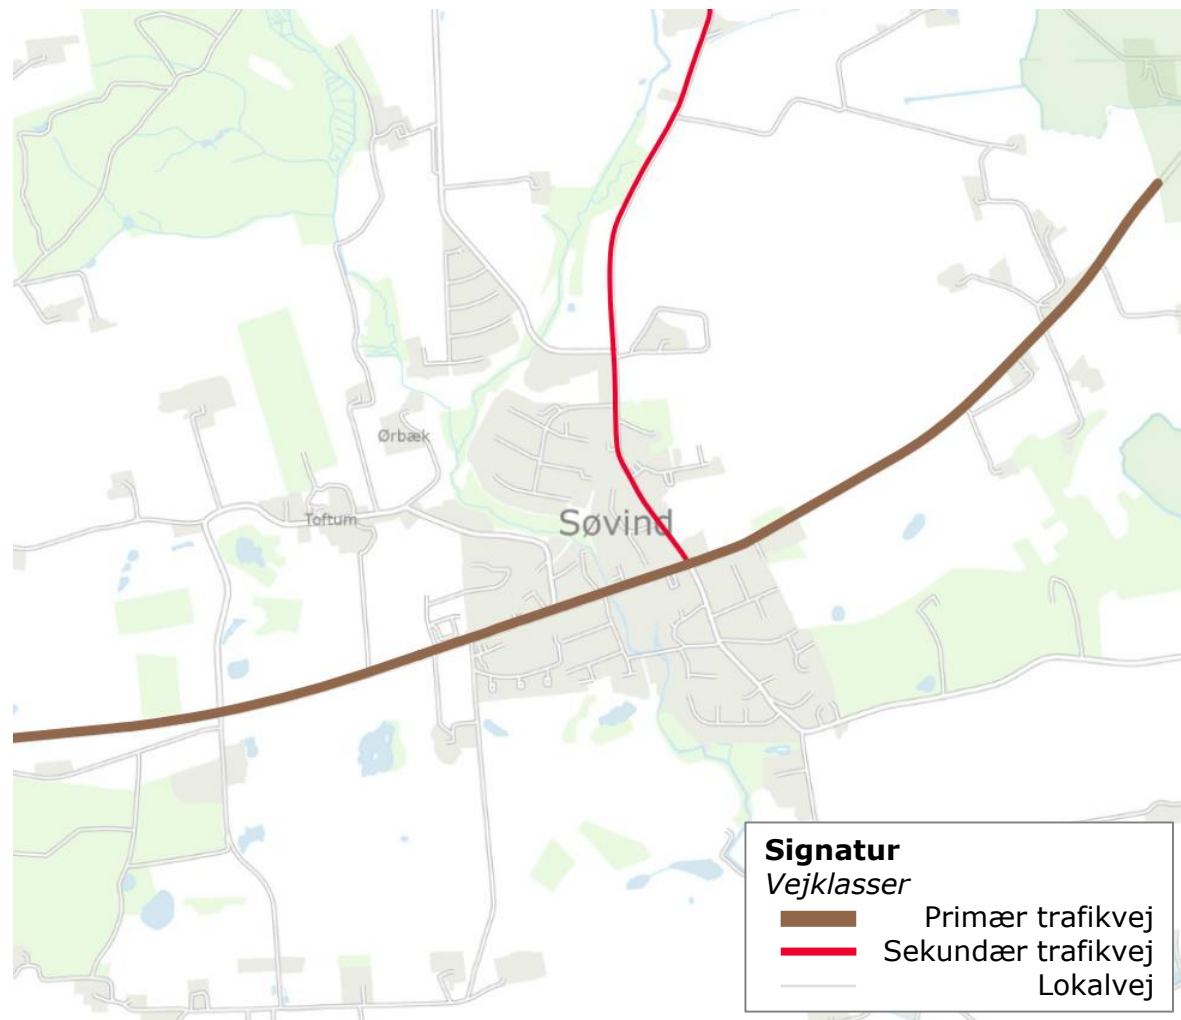 Ørbæk
Toftum
Søvind
Signatur
Vejklasser
Primær trafikvej
Sekundær trafikvej
Lokalvej